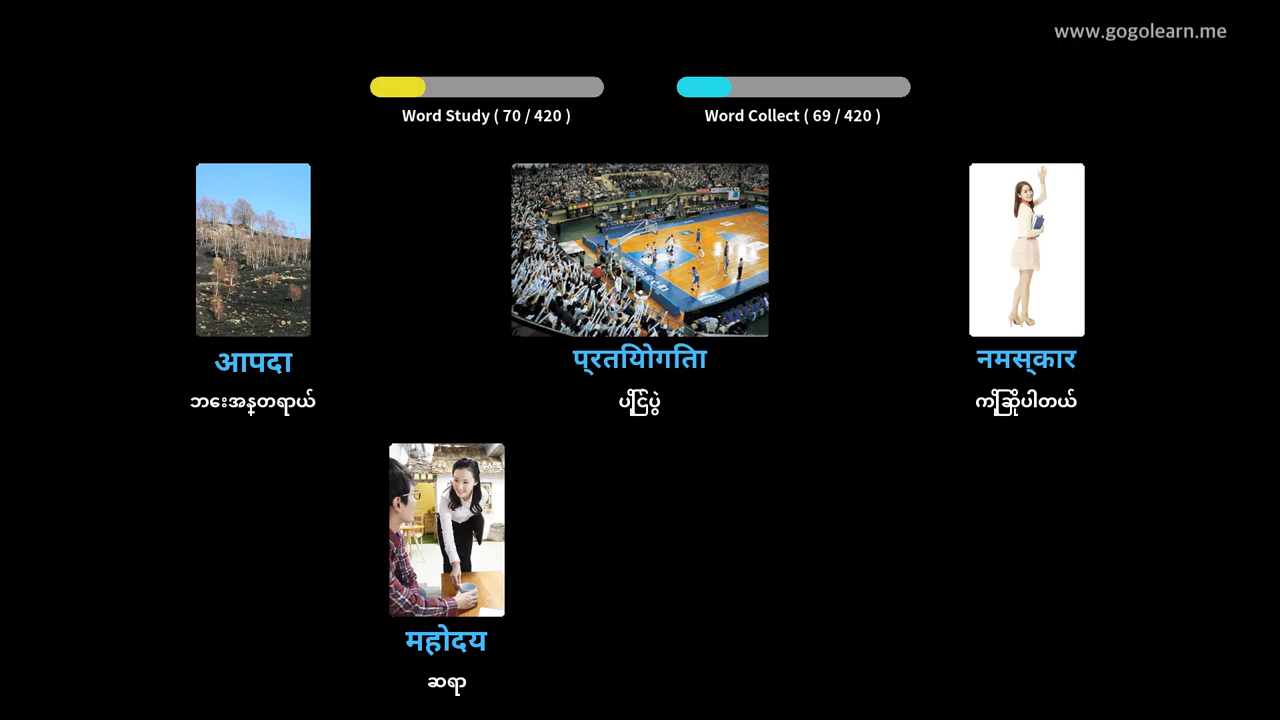 www.gogolearn.me
Word Study ( 70 / 420 )
Word Collect ( 69 / 420 )
आपदा
प्रतियोगिता
नमस्कार
ဘေးအန္တရာယ်
ပြိုင်ပွဲ
ကြိုဆိုပါတယ်
महोदय
ဆရာ